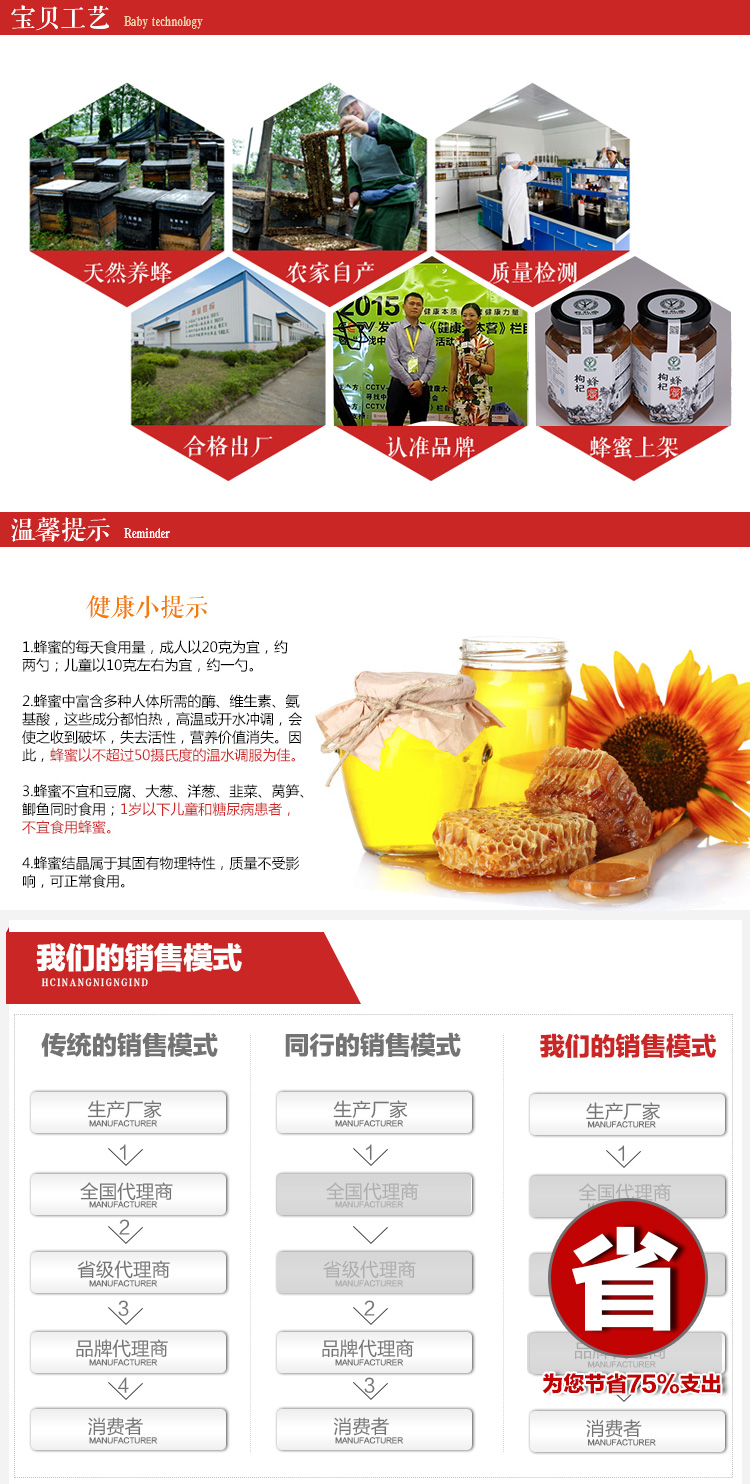 宝贝工艺 Baby technology
天然养蜂
农家自产
质量检测
2015
合格出厂
认准品牌
蜂蜜上架
枸杞
蜂蜜
枸杞
蜂蜜
温馨提示 Reminder
健康小提示
1.蜂蜜的每天食用量，成人以20克为宜，约
两勺；儿童以10克左右为宜，约一勺。
2.蜂蜜中富含多种人体所需的酶、维生素、氨
基酸，这些成分都怕热，高温或开水冲调，会
使之收到破坏，失去活性，营养价值消失。因
此，蜂蜜以不超过50摄氏度的温水调服为佳。
3.蜂蜜不宜和豆腐、大葱、洋葱、韭菜、莴笋、
鲫鱼同时食用；1岁以下儿童和糖尿病患者，
不宜食用蜂蜜。
4.蜂蜜结晶属于其固有物理特性，质量不受影
响，可正常食用。
我们的销售模式
HCINANGNIGNGIND
传统的销售模式
生产厂家
MANUFACTURER
1
全国代理商
MANUFACTURER
2
省级代理商
MANUFACTURER
3
品牌代理商
MANUFACTURER
4
消费者
MANUFACTURER
同行的销售模式
生产厂家
MANUFACTURER
1
全国代理商
MANUFACTURER
省级代理商
MANUFACTURER
2
品牌代理商
MANUFACTURER
3
消费者
MANUFACTURER
我们的销售模式
生产厂家
MANUFACTURER
1
全国代理商
省
品牌代理商
MANUFACTURER
为您节省75%支出
消费者
MANUFACTURER